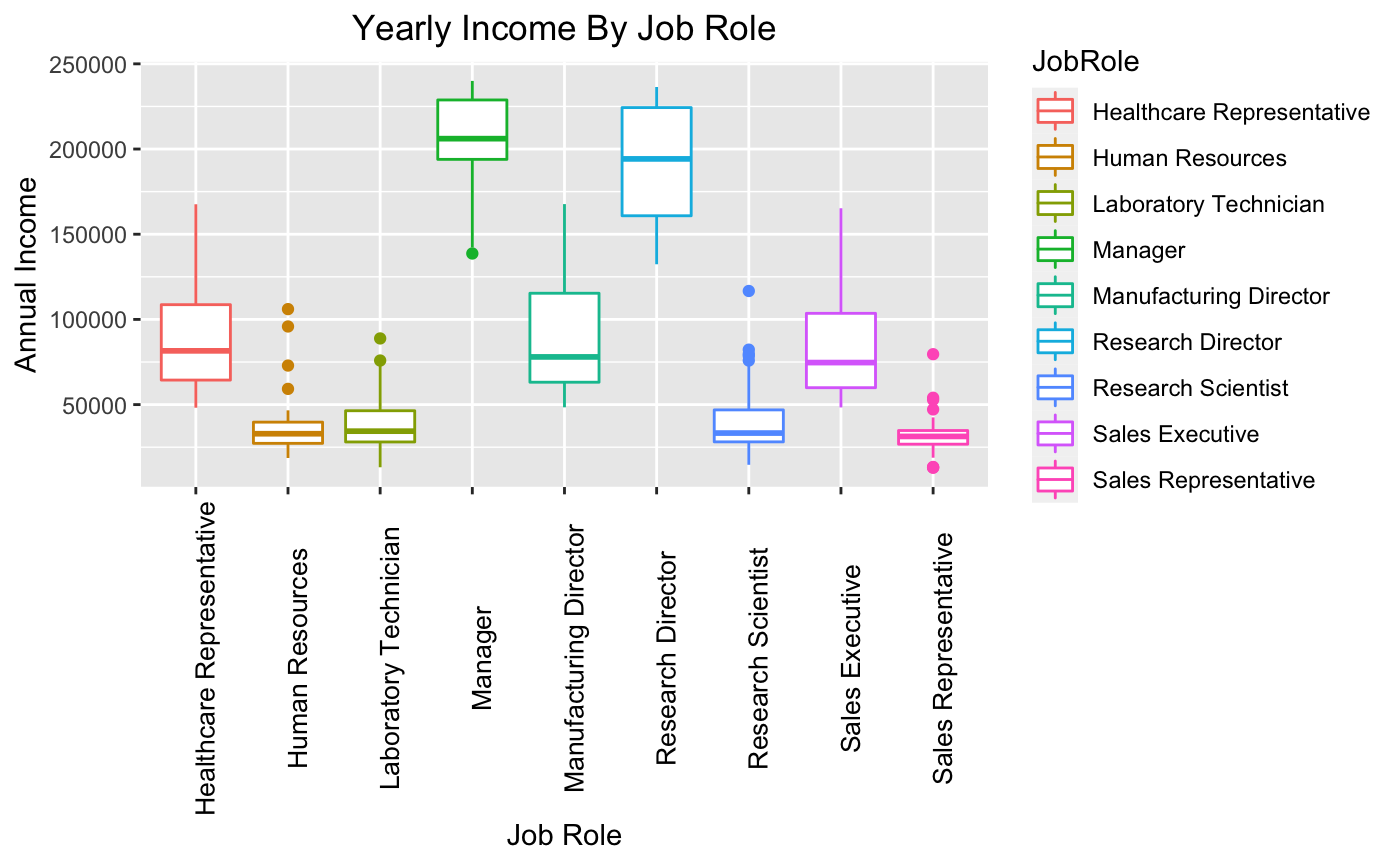 Yearly Income By Job Role
Annual Income
250000
200000
150000
100000
50000
Healthcare Representative
Human Resources
Laboratory Technician
Manager
Manufacturing Director
Research Director
Research Scientist
Sales Executive
Sales Representative
Job Role
JobRole
Healthcare Representative
Human Resources
Laboratory Technician
Manager
Manufacturing Director
Research Director
Research Scientist
Sales Executive
Sales Representative